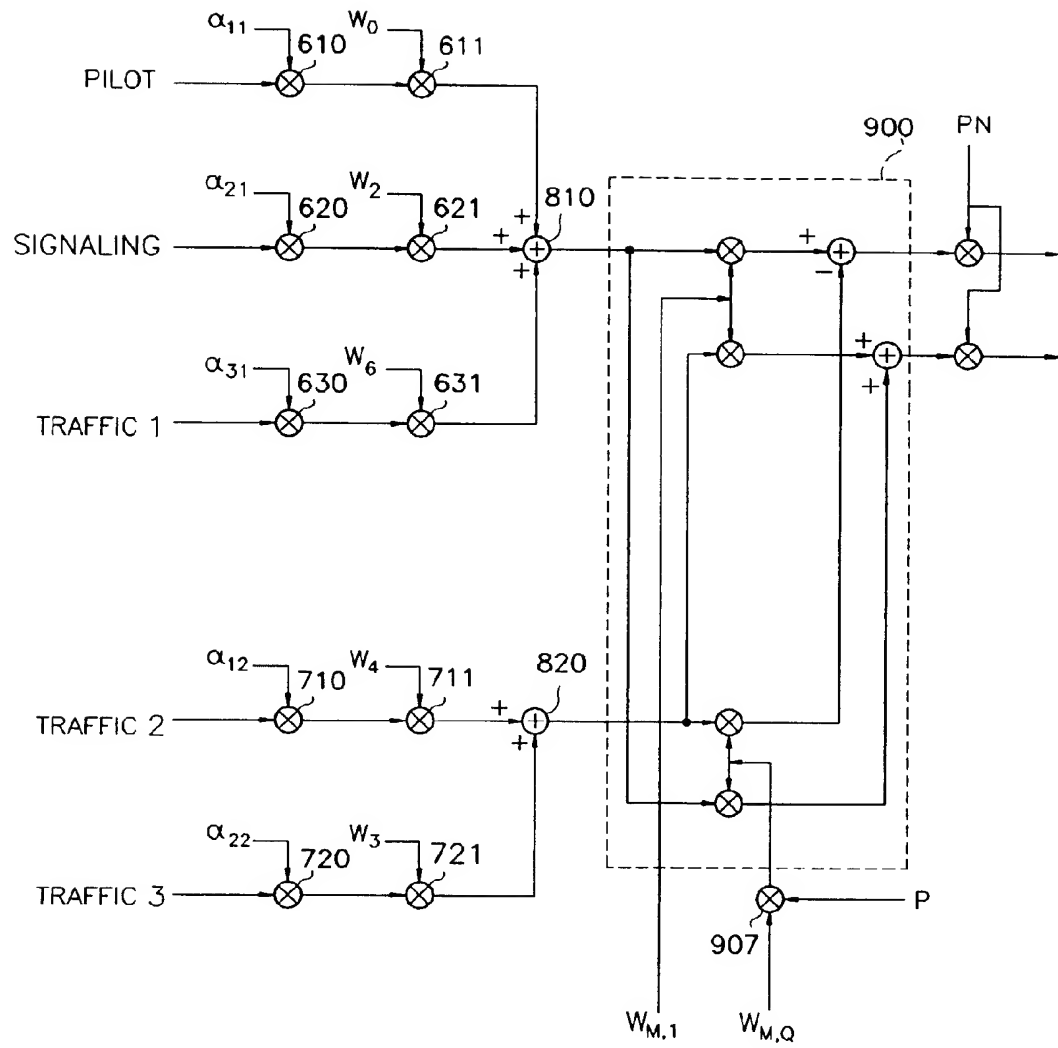 α11 W0
610 611
PILOT
900 PN
α21 W2
620 621 + 810
SIGNALING + + + −
α31 W6 + +
630 631
TRAFFIC 1
α12 W4 820
710 711
TRAFFIC 2 + +
α22 W3
720 721
TRAFFIC 3 P
907
WM,1 WM,Q